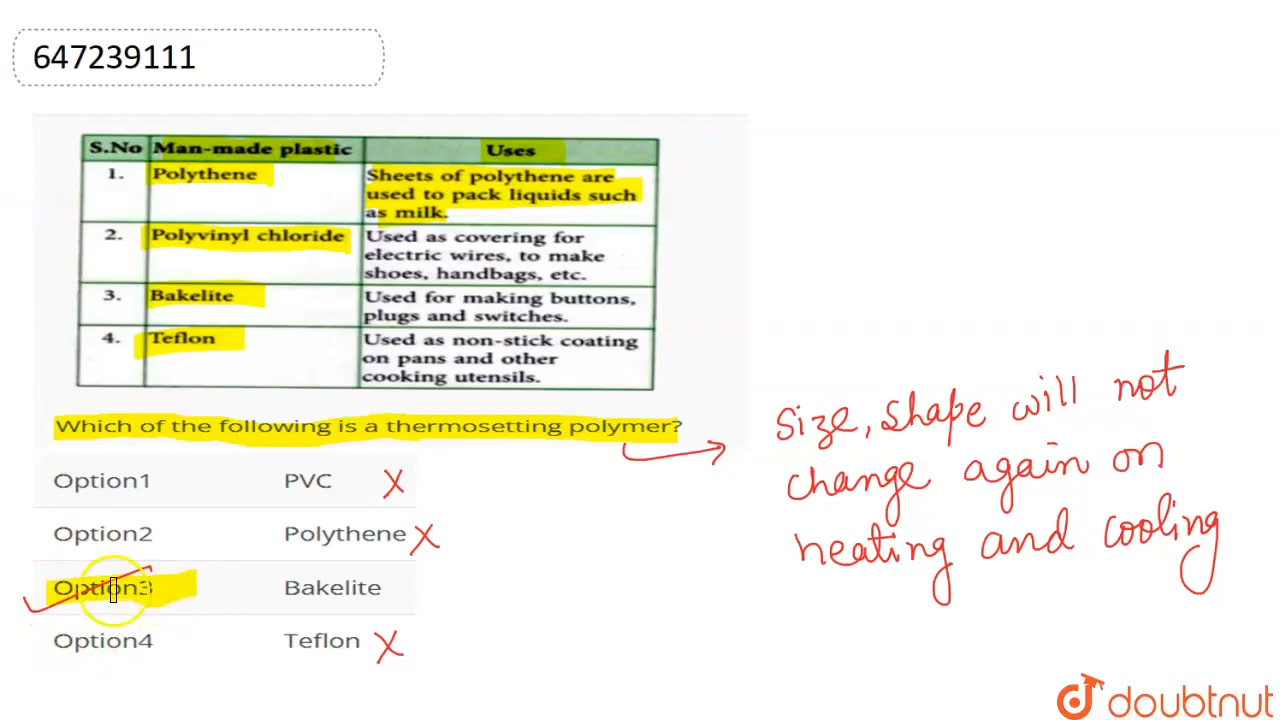 647239111
S.No Man-made plastic Uses
1. Polythene Sheets of polythene are
used to pack liquids such
as milk.
2. Polyvinyl chloride Used as covering for
electric wires, to make
shoes, handbags, etc.
3. Bakelite Used for making buttons,
plugs and switches.
4. Teflon Used as non-stick coating
on pans and other
cooking utensils.
Which of the following is a thermosetting polymer?
Size, shape will not
change again on
heating and cooling
Option1 PVC X
Option2 Polythene X
Option3 Bakelite
Option4 Teflon X
doubtnut